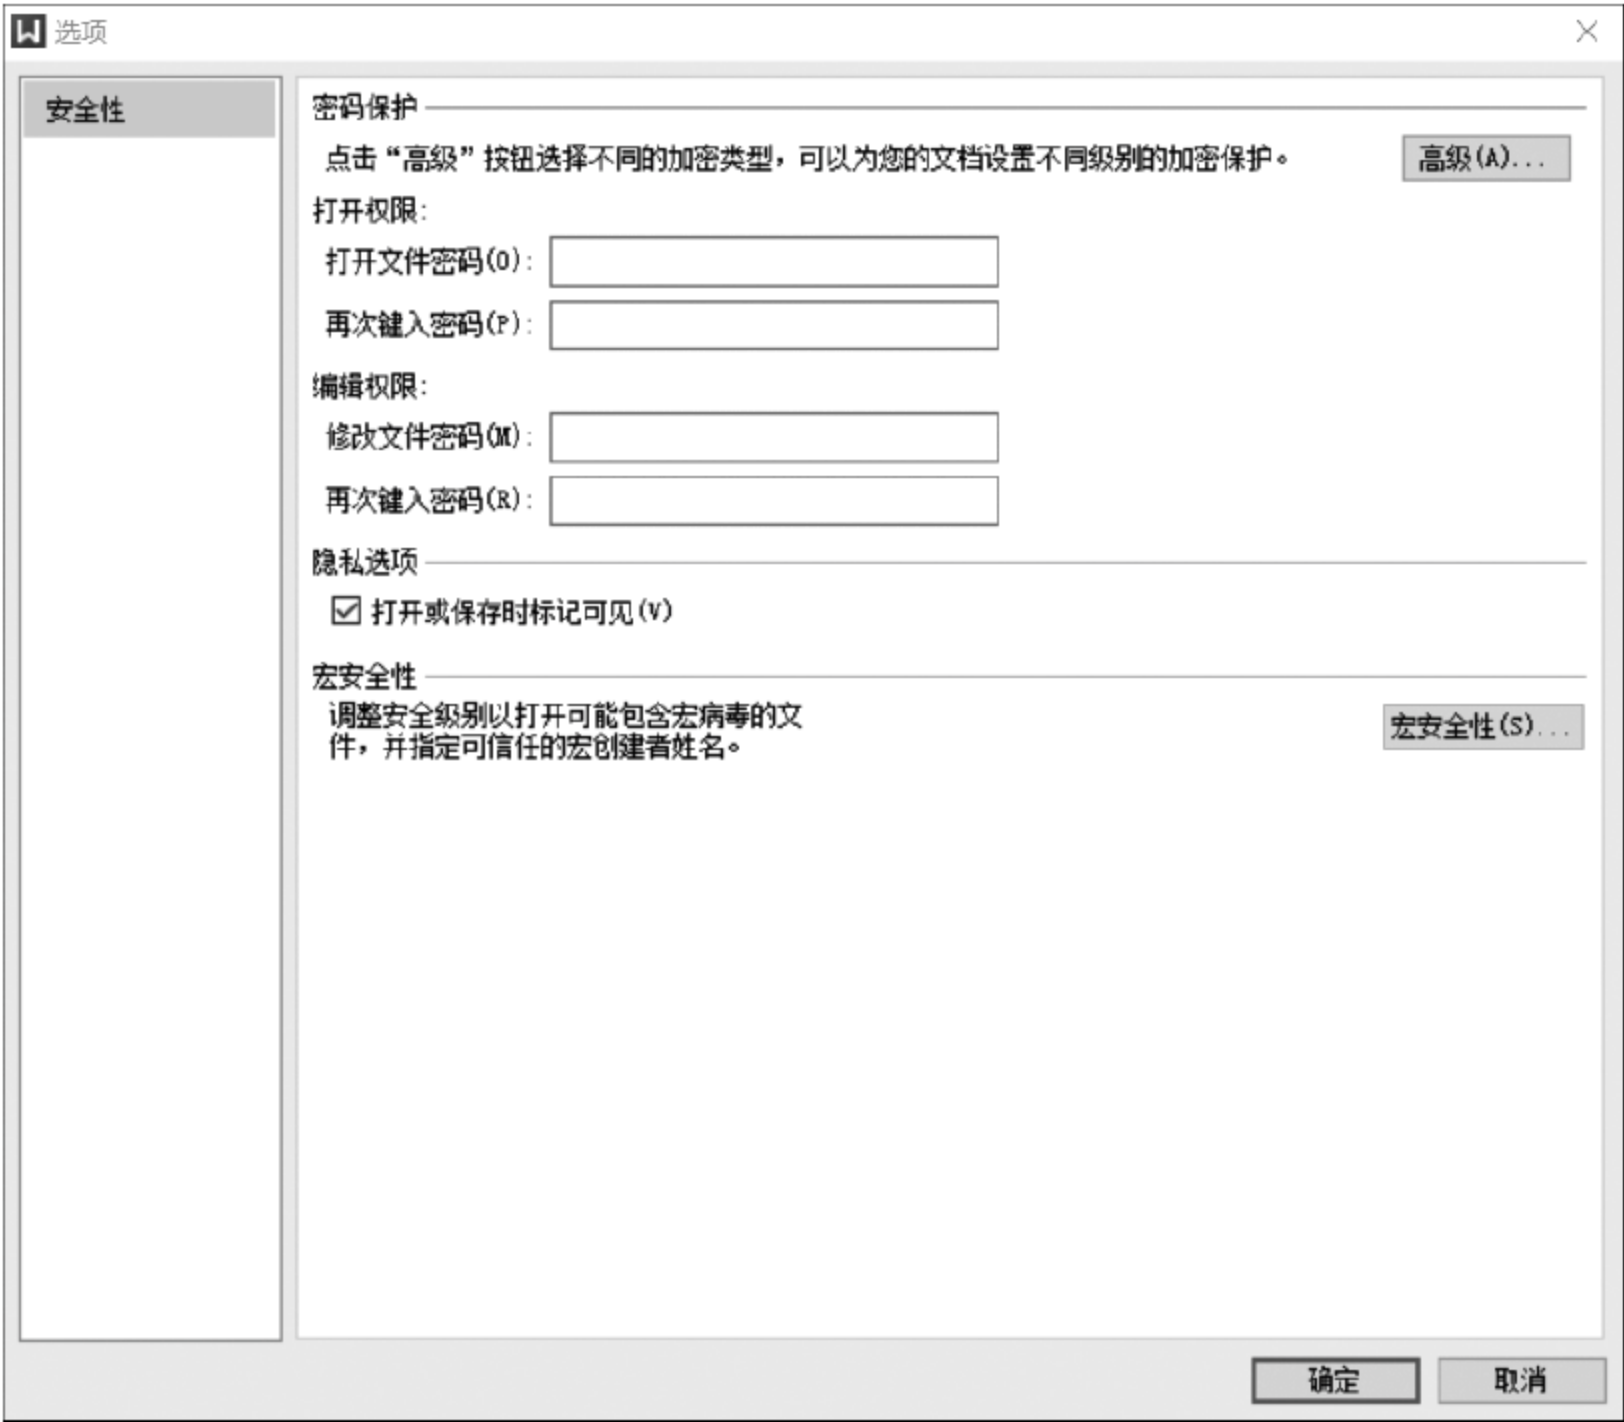 选项
安全性
密码保护
点击“高级”按钮选择不同的加密类型，可以为您的文档设置不同级别的加密保护。
高级(A)...
打开权限:
打开文件密码(O):
再次键入密码(P):
编辑权限:
修改文件密码(M):
再次键入密码(R):
隐私选项
打开或保存时标记可见(V)
宏安全性
调整安全级别以打开可能包含宏病毒的文
件，并指定可信任的宏创建者姓名。
宏安全性(S)...
确定
取消